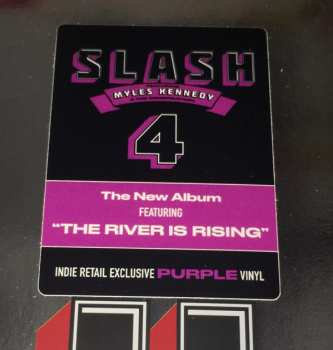 SLASH
MYLES KENNEDY
4
The New Album
FEATURING
"THE RIVER IS RISING"
INDIE RETAIL EXCLUSIVE PURPLE VINYL